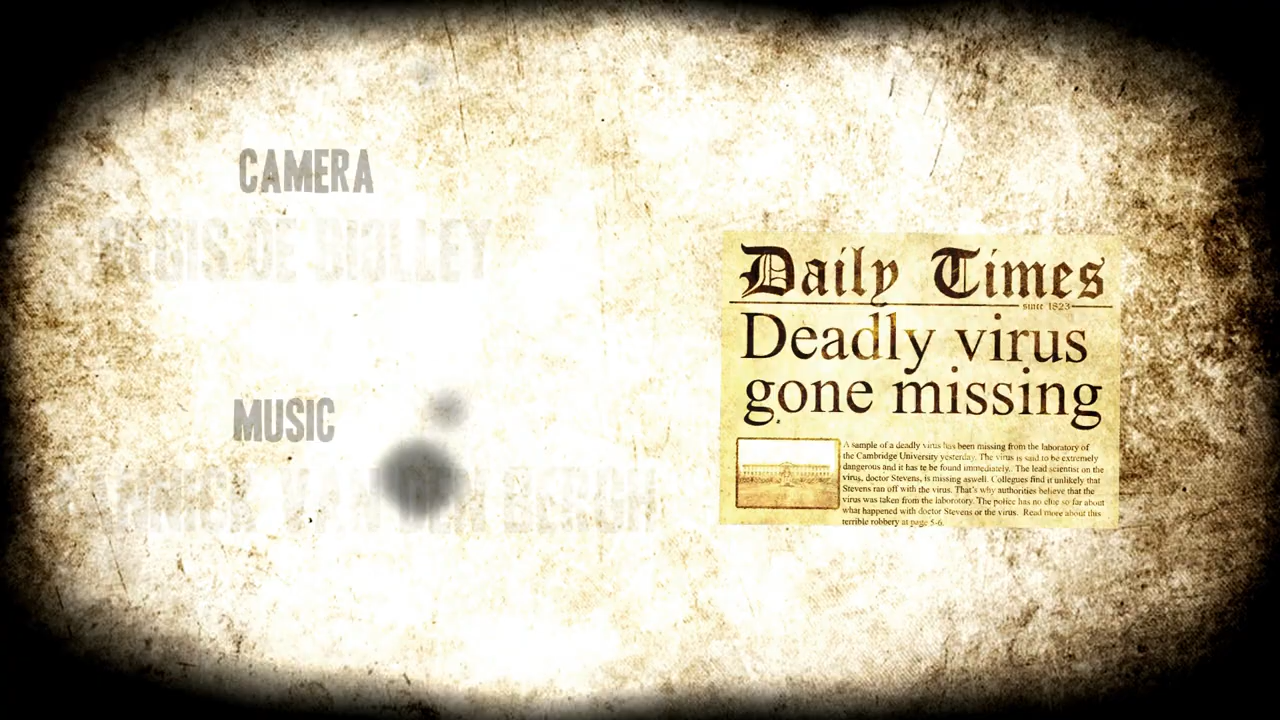 CAMERA
REGIS DE BIOLLEY
MUSIC
Daily Times
since 1823
Deadly virus
gone missing
A sample of a deadly virus has been missing from the laboratory of
the Cambridge University yesterday. The virus is said to be extremely
dangerous and it has to be found immediately. The lead scientist on the
virus, doctor Stevens, is missing aswell. Collegues find it unlikely that
Stevens ran off with the virus. That's why authorities believe that the
virus was taken from the laborotory. The police has no clue so far about
what happened with doctor Stevens or the virus. Read more about this
terrible robbery at page 5-6.